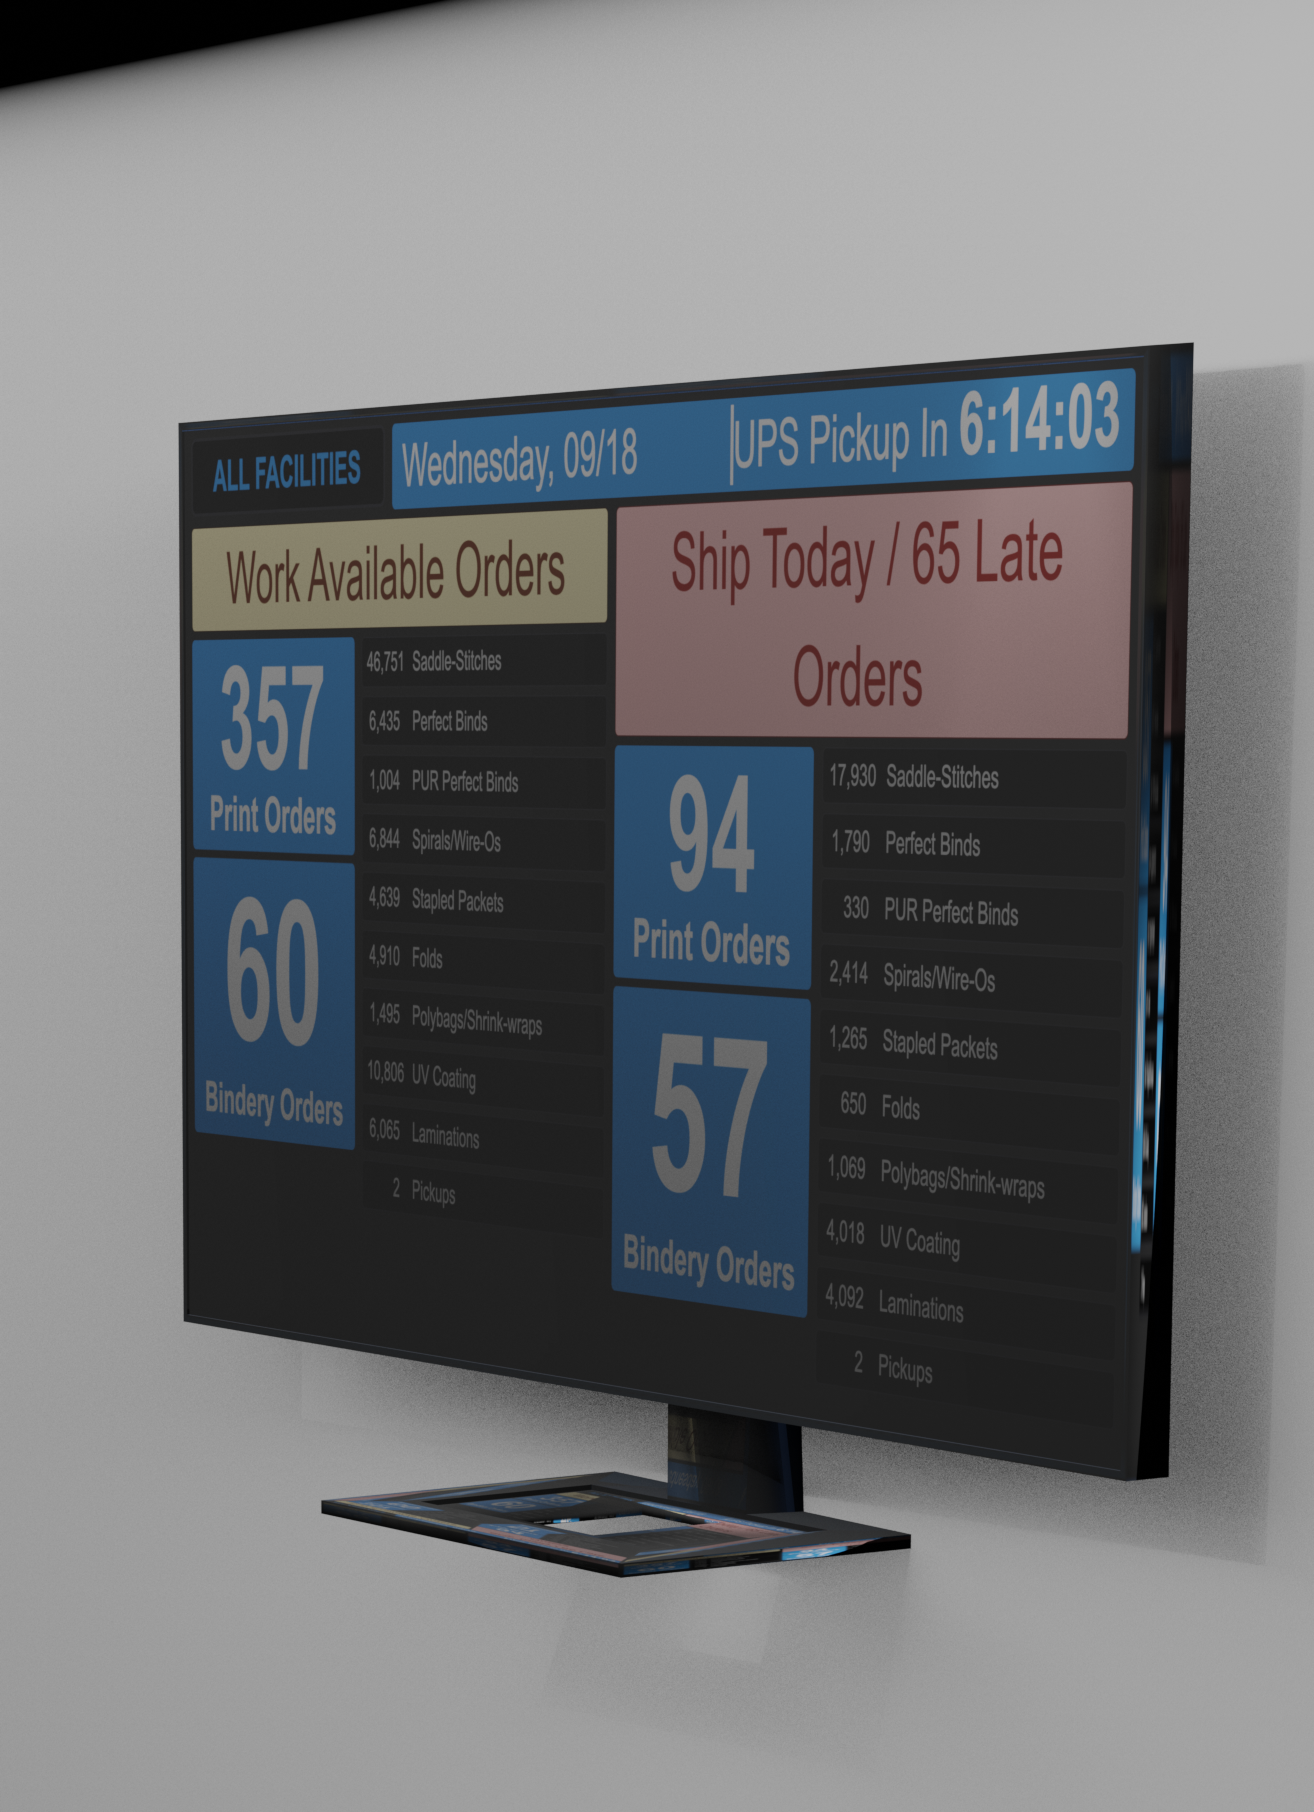 ALL FACILITIES
Wednesday, 09/18
UPS Pickup In 6:14:03
Work Available Orders
357
Print Orders
60
Bindery Orders
46,751 Saddle-Stitches
6,435 Perfect Binds
1,004 PUR Perfect Binds
6,844 Spirals/Wire-Os
4,639 Stapled Packets
4,910 Folds
1,495 Polybags/Shrink-wraps
10,806 UV Coating
6,065 Laminations
2 Pickups
Ship Today / 65 Late
Orders
94
Print Orders
57
Bindery Orders
17,930 Saddle-Stitches
1,790 Perfect Binds
330 PUR Perfect Binds
2,414 Spirals/Wire-Os
1,265 Stapled Packets
650 Folds
1,069 Polybags/Shrink-wraps
4,018 UV Coating
4,092 Laminations
2 Pickups